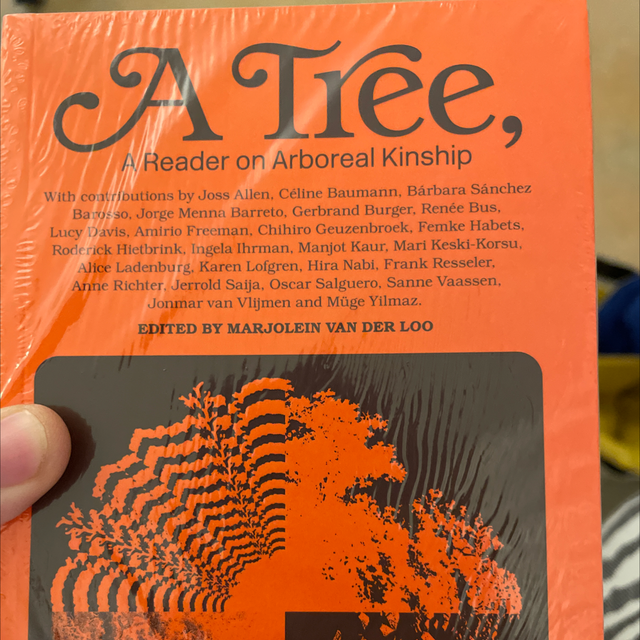 A Tree,
A Reader on Arboreal Kinship
With contributions by Joss Allen, Céline Baumann, Bárbara Sánchez
Barosso, Jorge Menna Barreto, Gerbrand Burger, Renée Bus,
Lucy Davis, Amirio Freeman, Chihiro Geuzenbroek, Femke Habets,
Roderick Hietbrink, Ingela Ihrman, Manjot Kaur, Mari Keski-Korsu,
Alice Ladenburg, Karen Lofgren, Hira Nabi, Frank Resseler,
Anne Richter, Jerrold Saija, Oscar Salguero, Sanne Vaassen,
Jonmar van Vlijmen and Müge Yilmaz.
EDITED BY MARJOLEIN VAN DER LOO